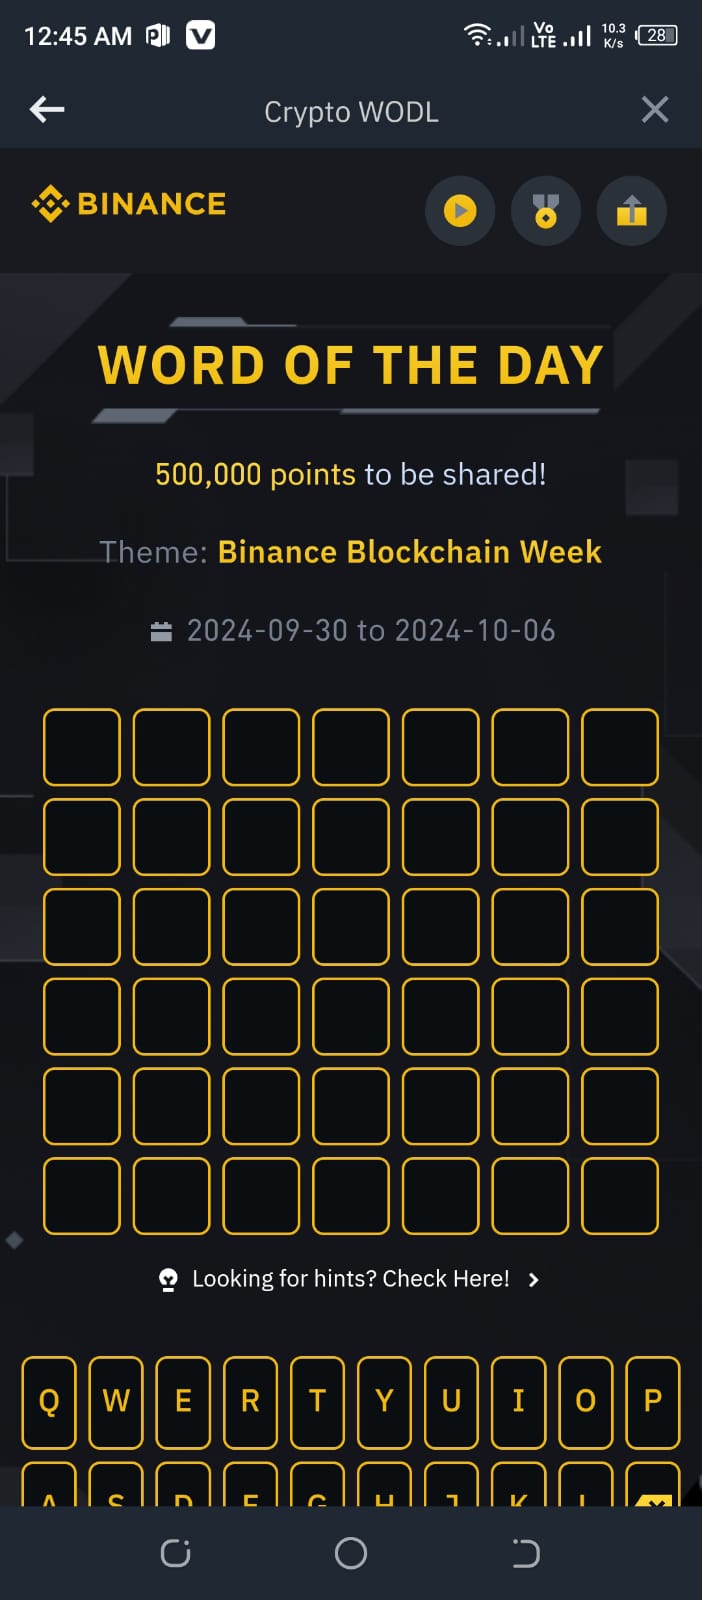 12:45 AM Vo LTE 10.3 K/s 28
Crypto WODL
BINANCE
WORD OF THE DAY
500,000 points to be shared!
Theme: Binance Blockchain Week
2024-09-30 to 2024-10-06
Looking for hints? Check Here!
Q W E R T Y U I O P
A S D F G H J K L